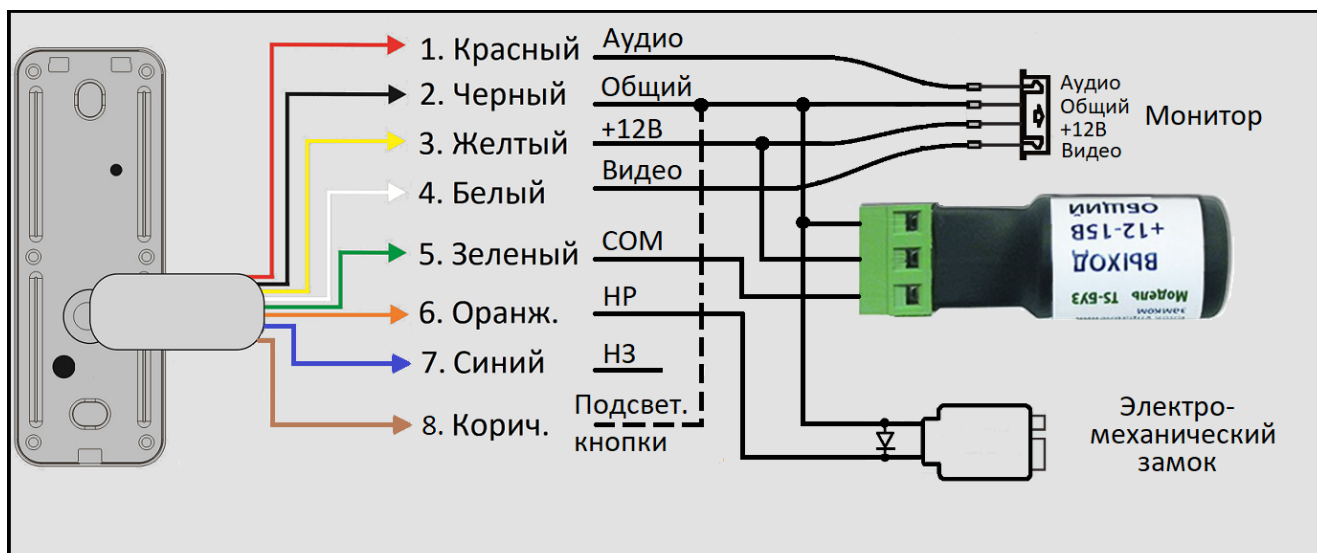 1. Красный
Аудио
2. Черный
Общий
3. Желтый
+12В
4. Белый
Видео
5. Зеленый
COM
6. Оранж.
НР
7. Синий
НЗ
8. Корич.
Подсвет.
кнопки
Аудио
Общий
+12В
Видео
Монитор
ОБЩИЙ
+12-15В
ВЫХОД
Модель TS-БУЗ
замком
Электро-
механический
замок